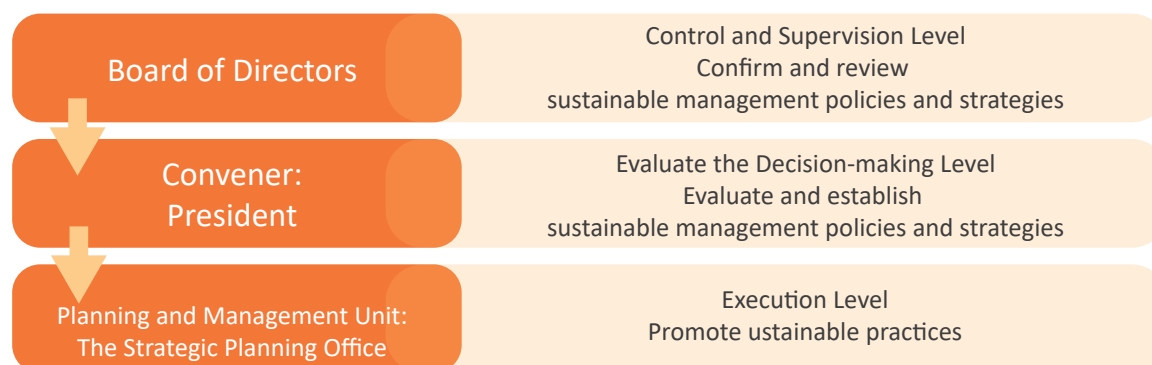 Board of Directors
Control and Supervision Level
Confirm and review
sustainable management policies and strategies
Convener:
President
Evaluate the Decision-making Level
Evaluate and establish
sustainable management policies and strategies
Planning and Management Unit:
The Strategic Planning Office
Execution Level
Promote ustainable practices